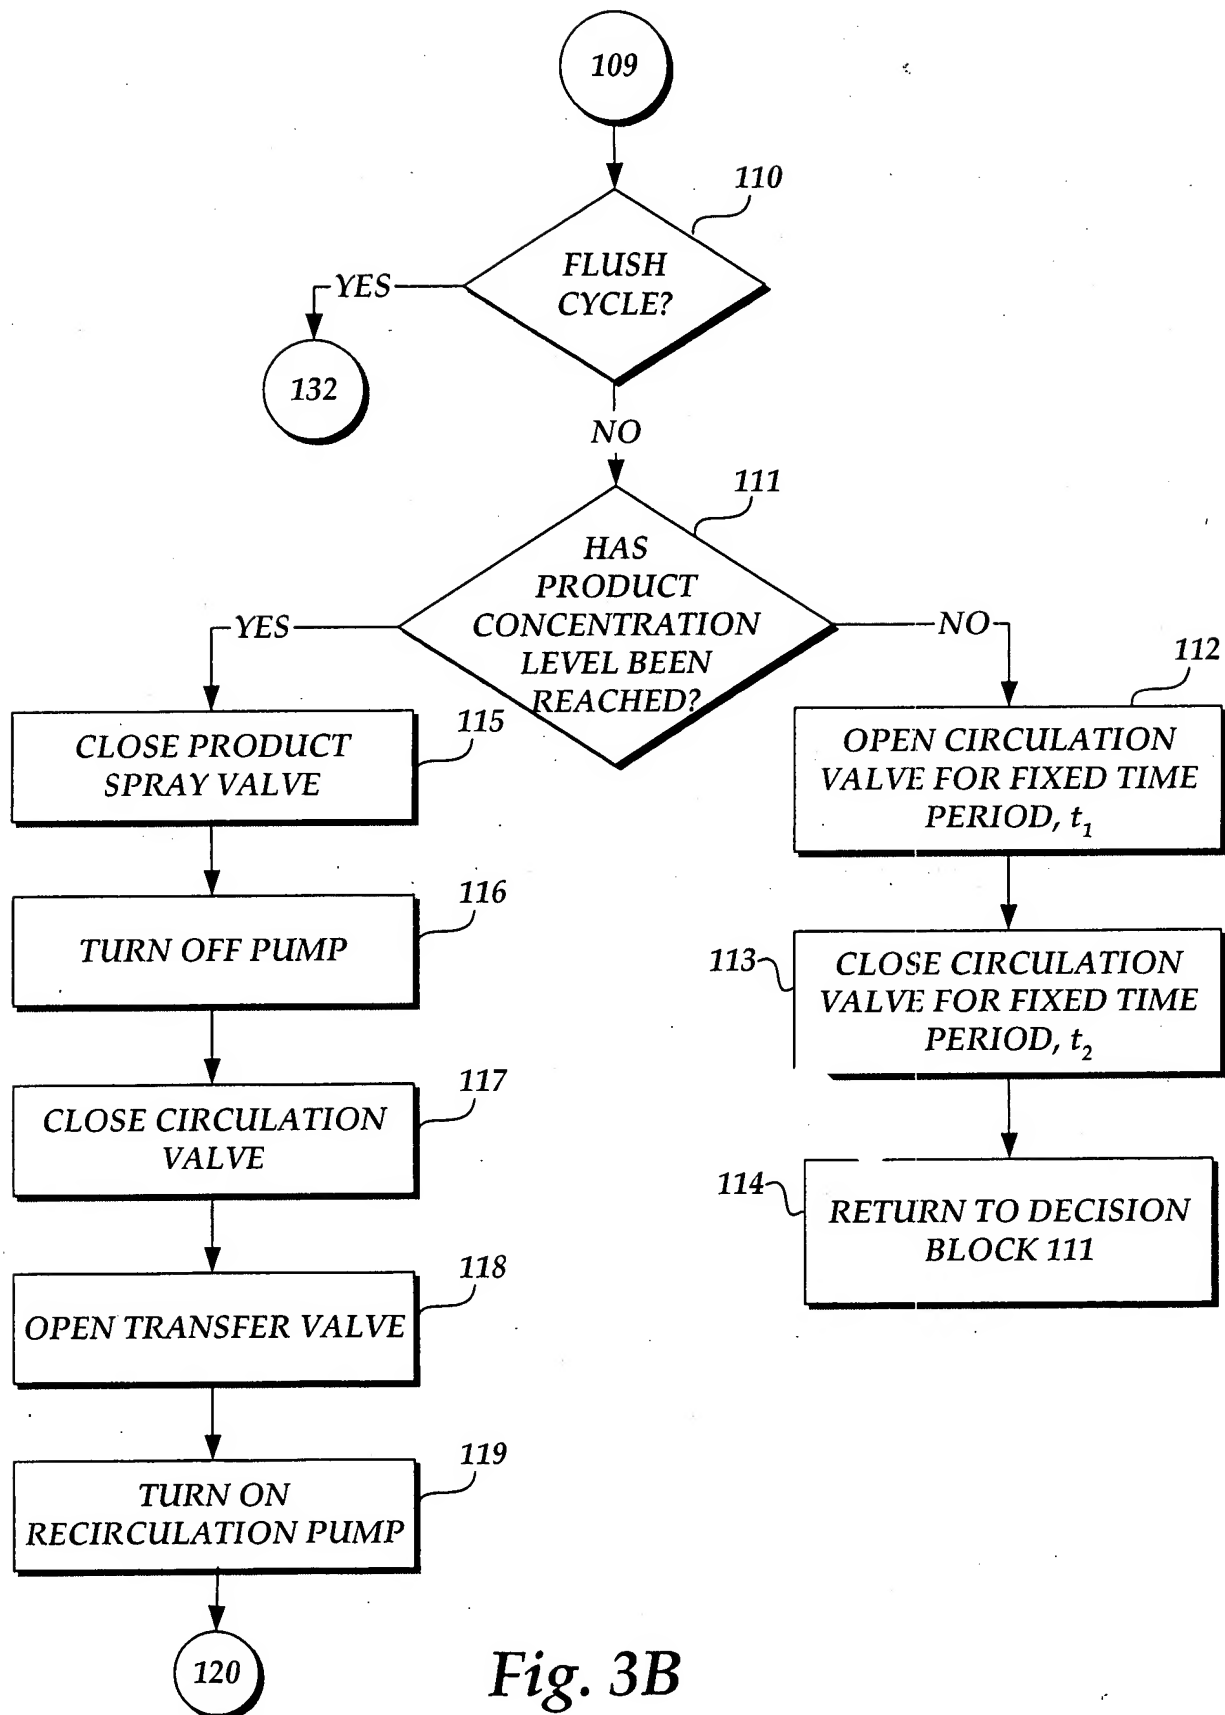 109
110
FLUSH
CYCLE?
YES
132
NO
111
HAS
PRODUCT
CONCENTRATION
LEVEL BEEN
REACHED?
YES
NO
115
CLOSE PRODUCT
SPRAY VALVE
116
TURN OFF PUMP
117
CLOSE CIRCULATION
VALVE
118
OPEN TRANSFER VALVE
119
TURN ON
RECIRCULATION PUMP
120
112
OPEN CIRCULATION
VALVE FOR FIXED TIME
PERIOD, t₁
113
CLOSE CIRCULATION
VALVE FOR FIXED TIME
PERIOD, t₂
114
RETURN TO DECISION
BLOCK 111
Fig. 3B